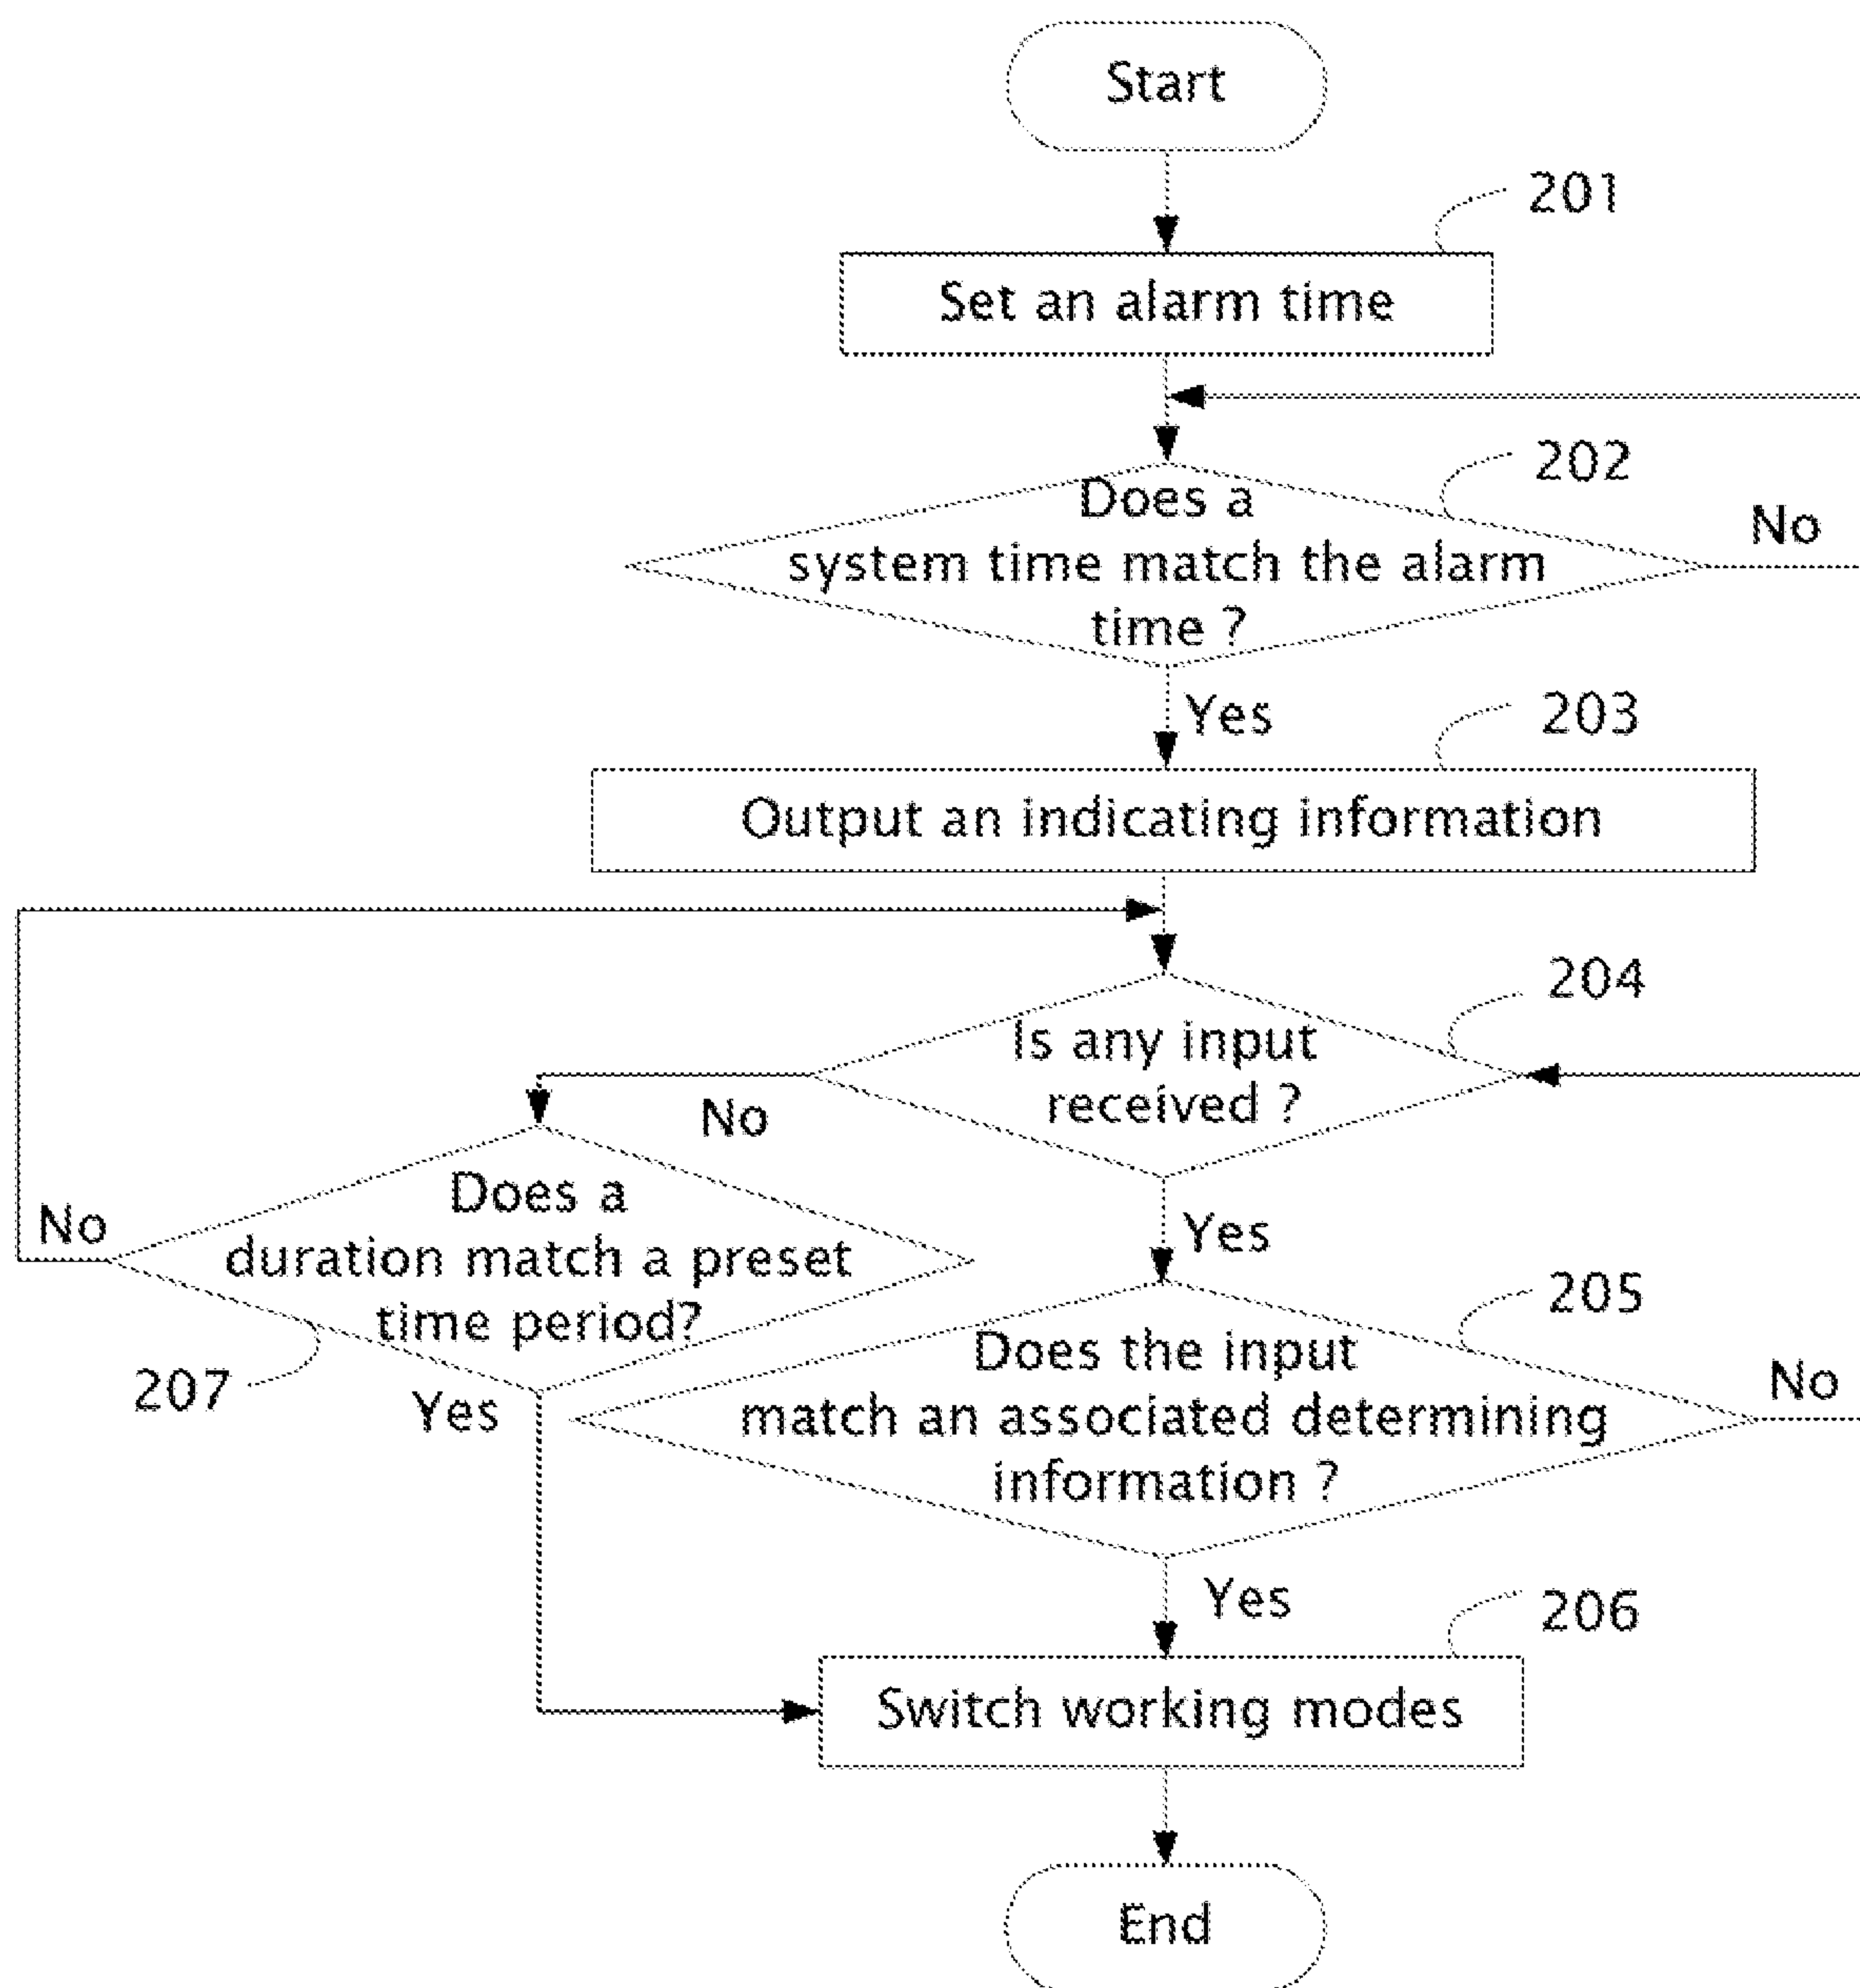 Start
201
Set an alarm time
202
Does a
system time match the alarm
time ?
No
Yes
203
Output an indicating information
204
Is any input
received ?
No
Yes
Does a
duration match a preset
time period?
No
207
Yes
205
Does the input
match an associated determining
information ?
No
Yes
206
Switch working modes
End